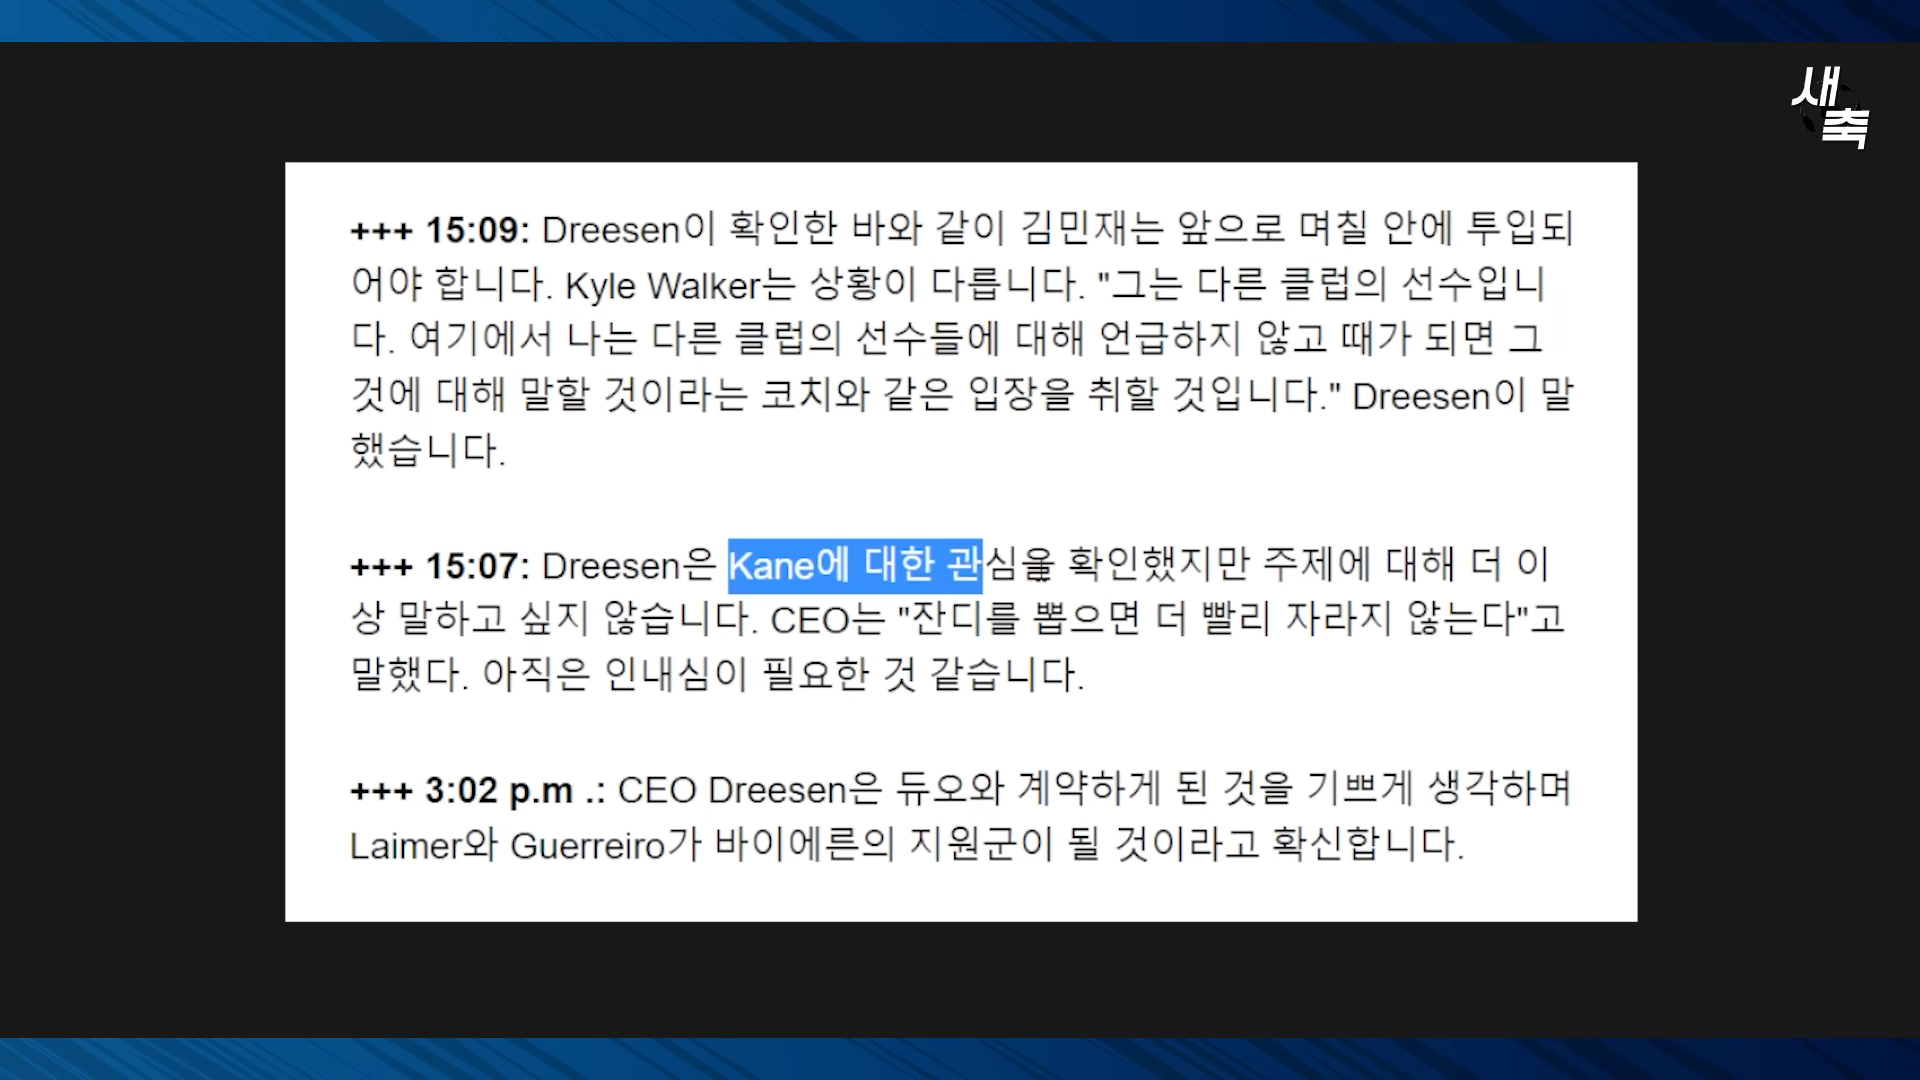 새
축
+++ 15:09: Dreesen이 확인한 바와 같이 김민재는 앞으로 며칠 안에 투입되
어야 합니다. Kyle Walker는 상황이 다릅니다. "그는 다른 클럽의 선수입니
다. 여기에서 나는 다른 클럽의 선수들에 대해 언급하지 않고 때가 되면 그
것에 대해 말할 것이라는 코치와 같은 입장을 취할 것입니다." Dreesen이 말
했습니다.
+++ 15:07: Dreesen은 Kane에 대한 관심을 확인했지만 주제에 대해 더 이
상 말하고 싶지 않습니다. CEO는 "잔디를 뽑으면 더 빨리 자라지 않는다"고
말했다. 아직은 인내심이 필요한 것 같습니다.
+++ 3:02 p.m .: CEO Dreesen은 듀오와 계약하게 된 것을 기쁘게 생각하며
Laimer와 Guerreiro가 바이에른의 지원군이 될 것이라고 확신합니다.